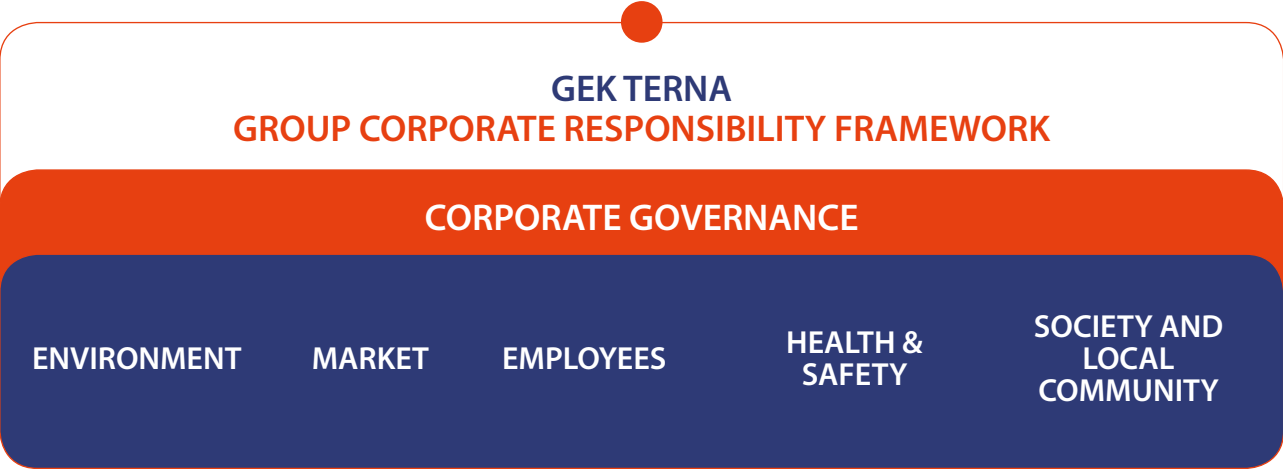 GEK TERNA
GROUP CORPORATE RESPONSIBILITY FRAMEWORK
CORPORATE GOVERNANCE
ENVIRONMENT
MARKET
EMPLOYEES
HEALTH &
SAFETY
SOCIETY AND
LOCAL
COMMUNITY